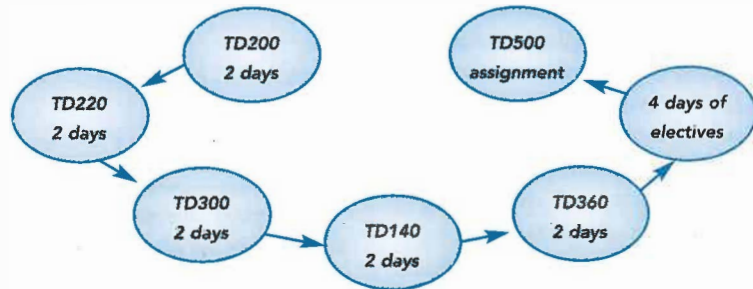 TD200
2 days
TD220
2 days
TD300
2 days
TD140
2 days
TD360
2 days
4 days of
electives
TD500
assignment